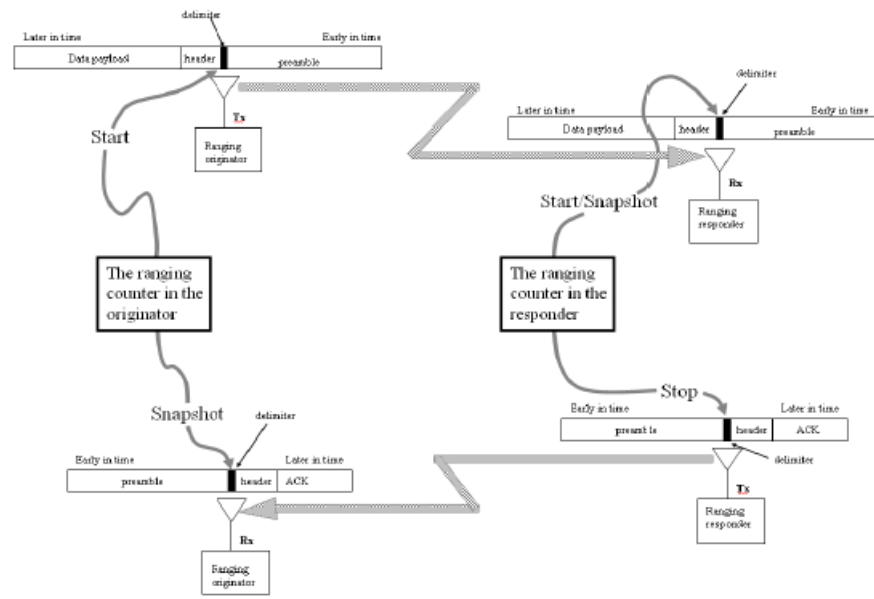 delimiter
Later in time Early in time
Data payload header preamble
Start
Tx
Ranging
originator
delimiter
Later in time Early in time
Data payload header preamble
Rx
Start/Snapshot
Ranging
responder
The ranging
counter in the
originator
The ranging
counter in the
responder
Stop
Snapshot
delimiter
Early in time Later in time
preamble header ACK
delimiter
Early in time Later in time
preamble header ACK
Tx
Ranging
responder
Rx
Ranging
originator